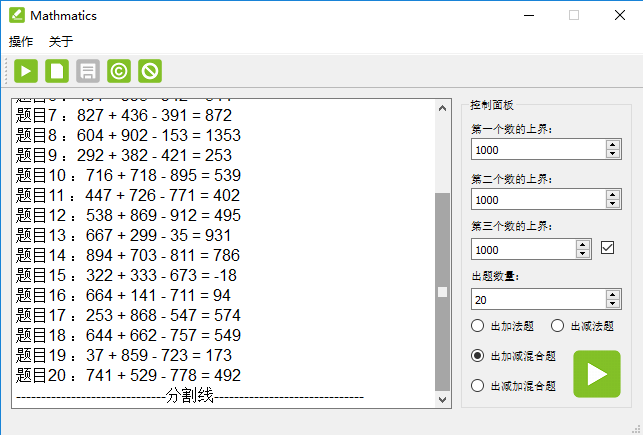 Mathmatics
操作 关于
题目7：827 + 436 - 391 = 872
题目8：604 + 902 - 153 = 1353
题目9：292 + 382 - 421 = 253
题目10：716 + 718 - 895 = 539
题目11：447 + 726 - 771 = 402
题目12：538 + 869 - 912 = 495
题目13：667 + 299 - 35 = 931
题目14：894 + 703 - 811 = 786
题目15：322 + 333 - 673 = -18
题目16：664 + 141 - 711 = 94
题目17：253 + 868 - 547 = 574
题目18：644 + 662 - 757 = 549
题目19：37 + 859 - 723 = 173
题目20：741 + 529 - 778 = 492
------------------------------分割线------------------------------
控制面板
第一个数的上界：
1000
第二个数的上界：
1000
第三个数的上界：
1000
出题数量：
20
出加法题 出减法题
出加减混合题
出减加混合题